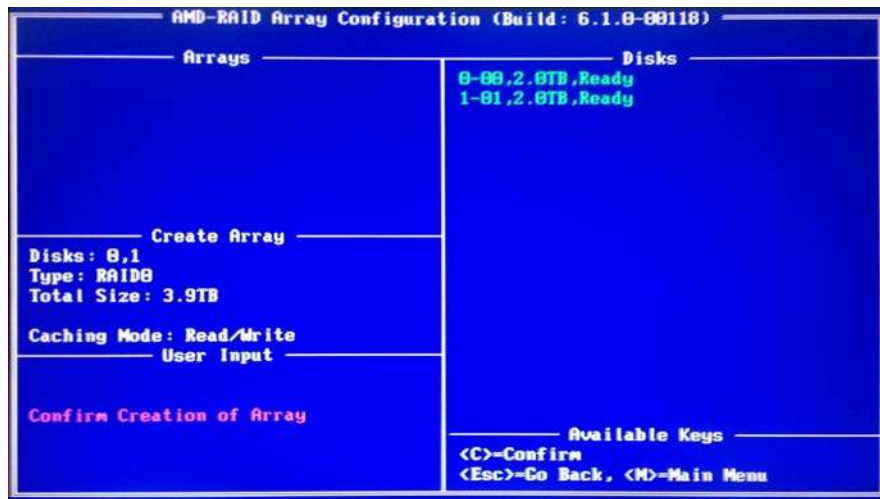 AMD-RAID Array Configuration (Build: 6.1.0-00118)
Arrays
Disks
0-00,2.0TB,Ready
1-01,2.0TB,Ready
Create Array
Disks: 0,1
Type: RAID0
Total Size: 3.9TB
Caching Mode: Read/Write
User Input
Confirm Creation of Array
Available Keys
<C>=Confirm
<Esc>=Go Back, <M>=Main Menu